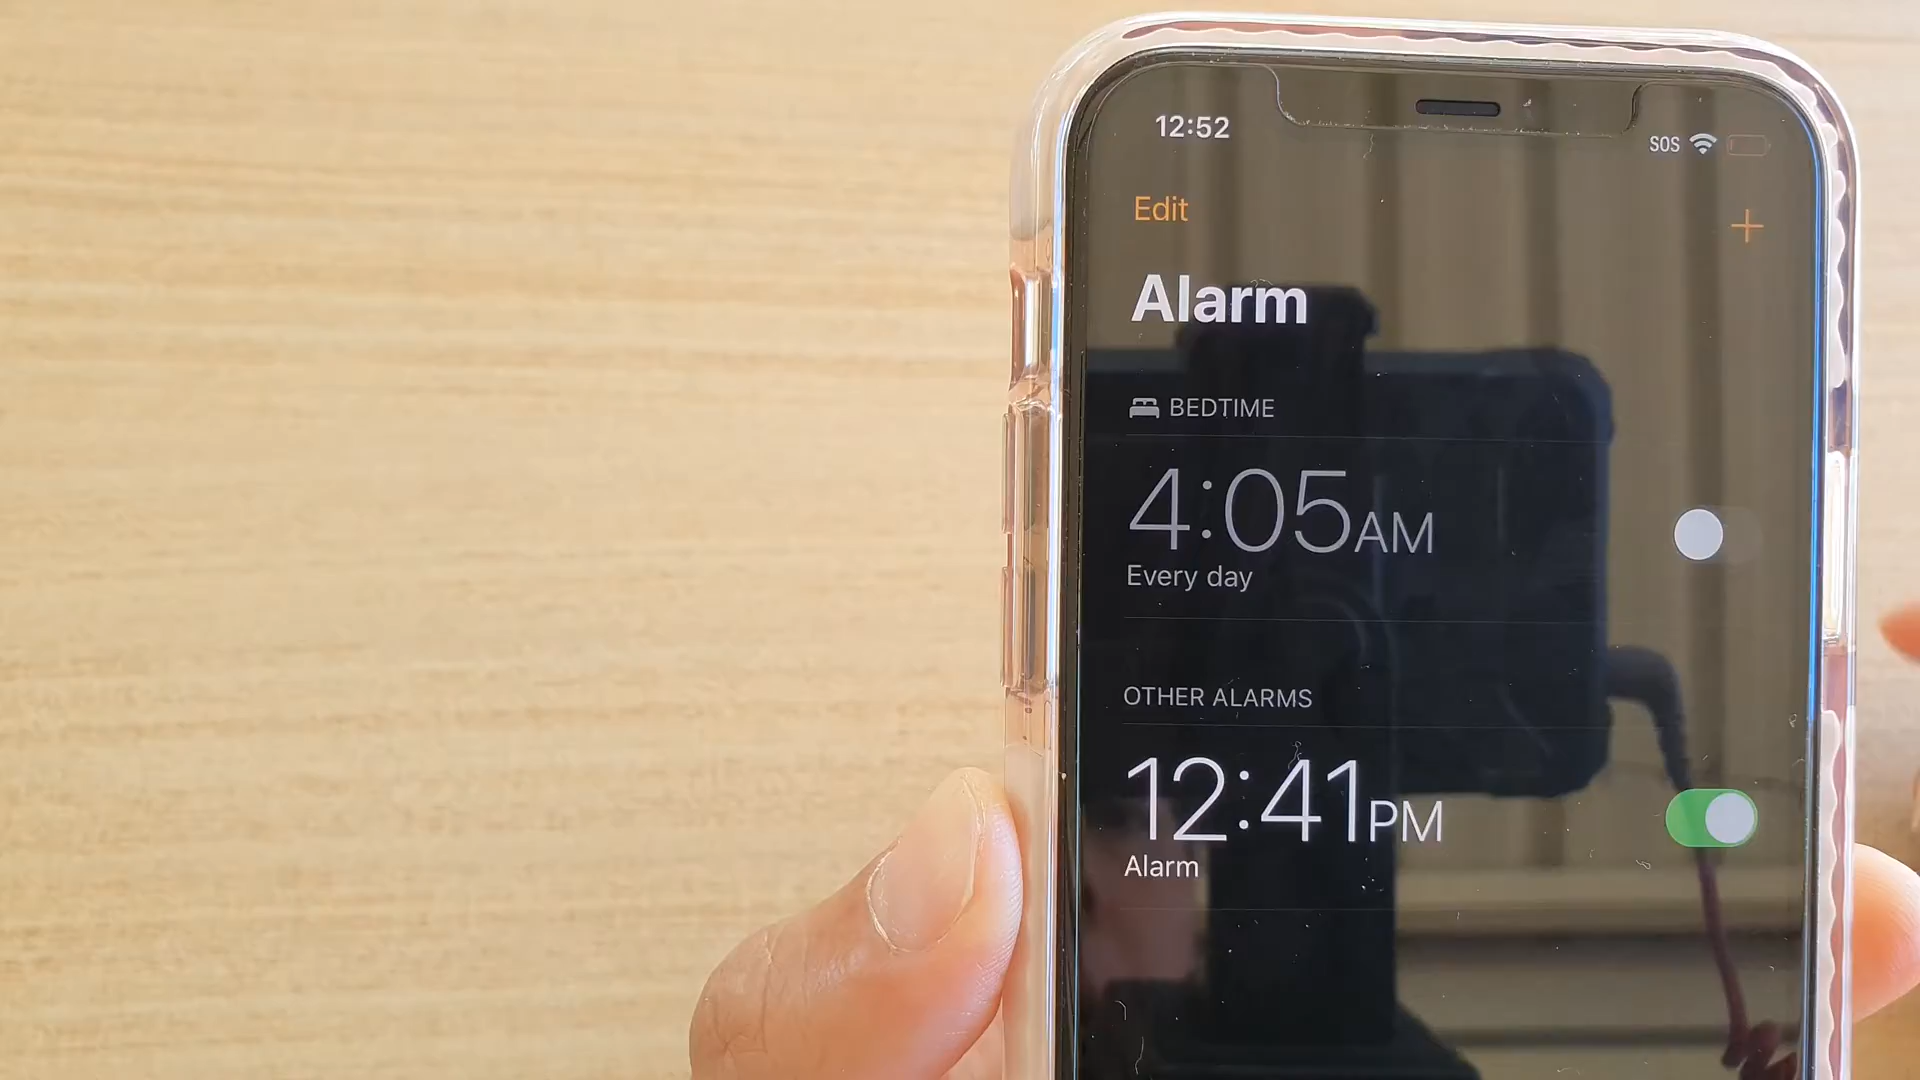 12:52
SOS
Edit
+
Alarm
BEDTIME
4:05AM
Every day
OTHER ALARMS
12:41PM
Alarm